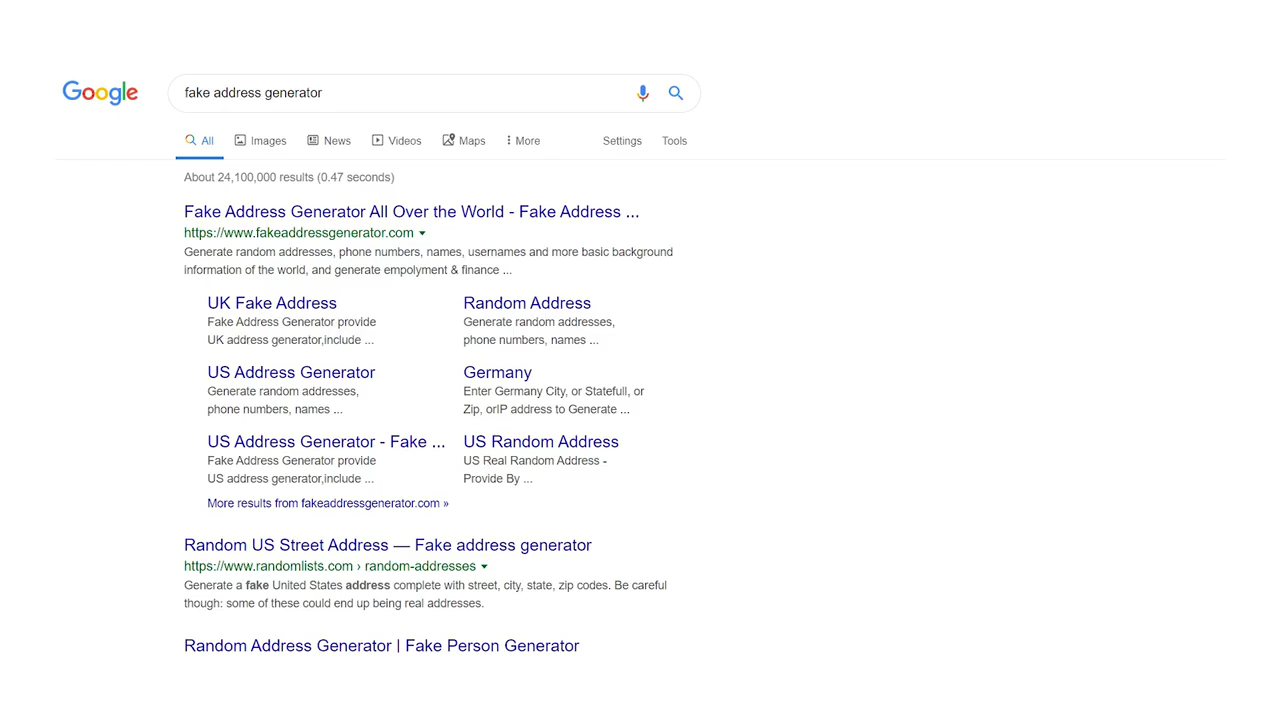 Google
fake address generator
All Images News Videos Maps More Settings Tools
About 24,100,000 results (0.47 seconds)
Fake Address Generator All Over the World - Fake Address ...
https://www.fakeaddressgenerator.com
Generate random addresses, phone numbers, names, usernames and more basic background
information of the world, and generate empolyment & finance ...
UK Fake Address
Fake Address Generator provide
UK address generator,include ...
Random Address
Generate random addresses,
phone numbers, names ...
US Address Generator
Generate random addresses,
phone numbers, names ...
Germany
Enter Germany City, or Statefull, or
Zip, orIP address to Generate ...
US Address Generator - Fake ...
Fake Address Generator provide
US address generator,include ...
US Random Address
US Real Random Address -
Provide By ...
More results from fakeaddressgenerator.com »
Random US Street Address — Fake address generator
https://www.randomlists.com › random-addresses
Generate a fake United States address complete with street, city, state, zip codes. Be careful
though: some of these could end up being real addresses.
Random Address Generator | Fake Person Generator